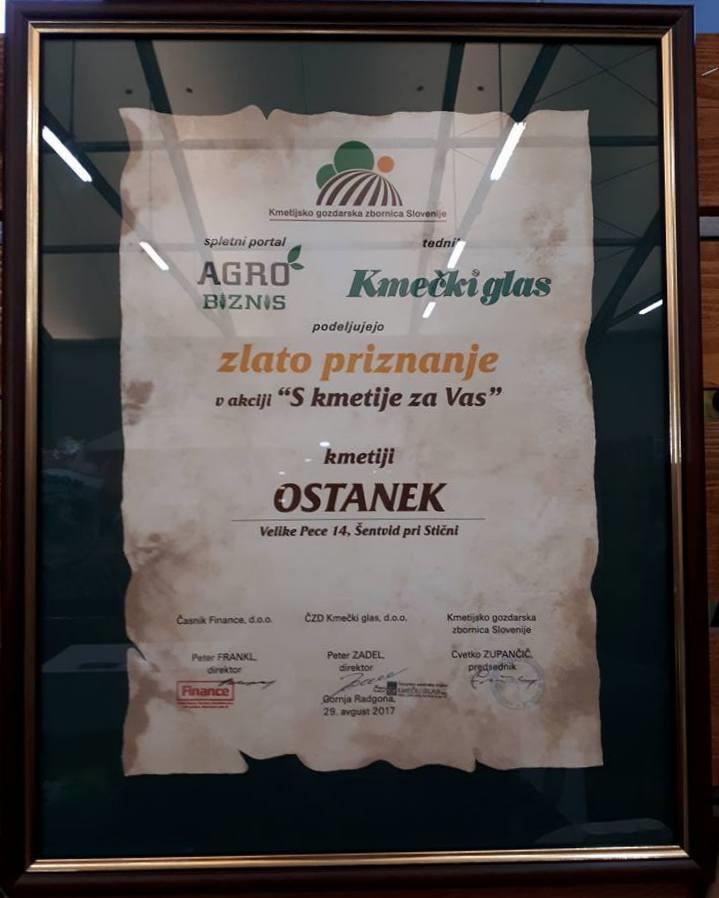 Kmetijsko gozdarska zbornica Slovenije
spletni portal
tednik
AGRO
BIZNIS
Kmečki glas
podeljujejo
zlato priznanje
v akciji “S kmetije za Vas”
kmetiji
OSTANEK
Velike Pece 14, Šentvid pri Stični
Časnik Finance, d.o.o.
ČZD Kmečki glas, d.o.o.
Kmetijsko gozdarska
zbornica Slovenije
Peter FRANKL,
direktor
Peter ZADEL,
direktor
Cvetko ZUPANČIČ,
predsednik
Finance
KMEČKI GLAS
Gornja Radgona,
29. avgust 2017